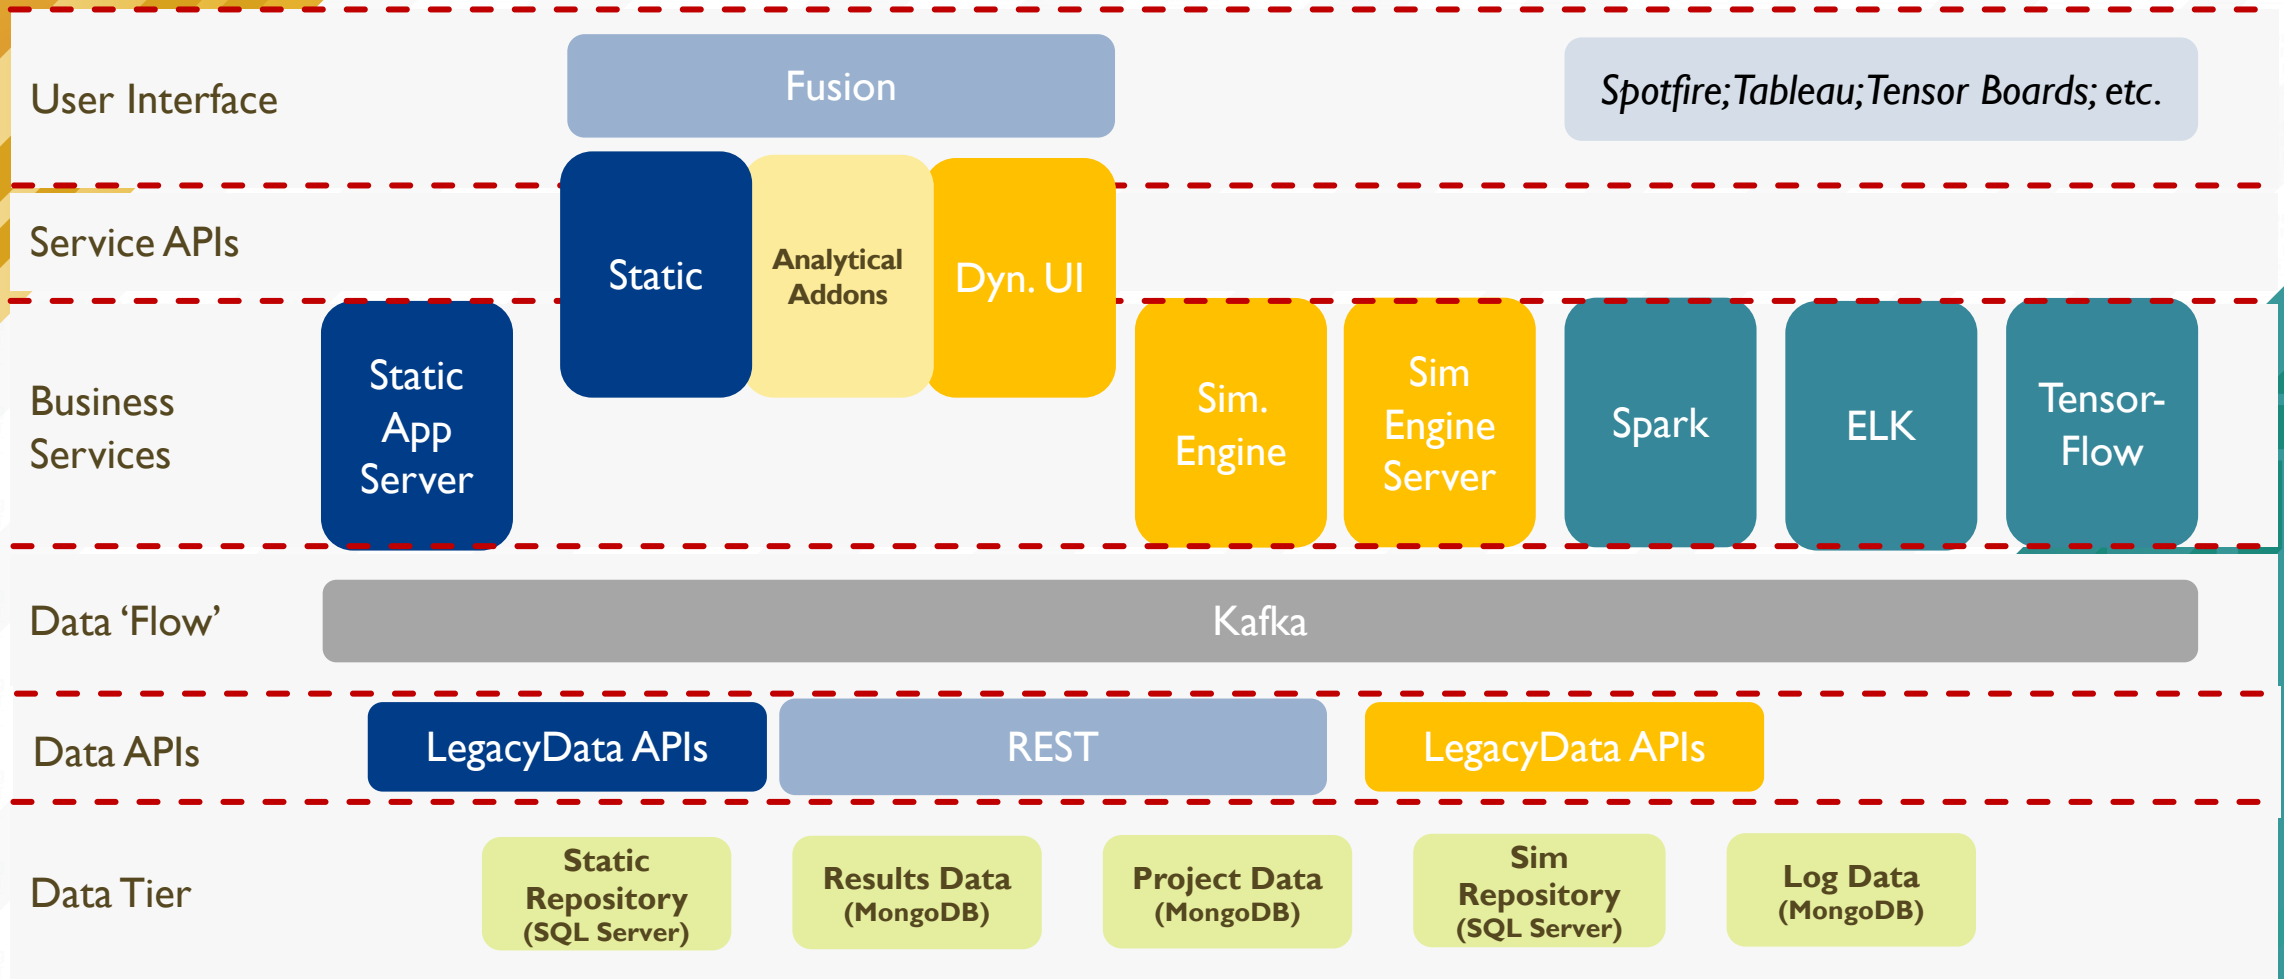 User Interface
Fusion
Spotfire; Tableau; Tensor Boards; etc.
Service APIs
Static
Analytical
Addons
Dyn. UI
Business
Services
Static
App
Server
Sim.
Engine
Sim
Engine
Server
Spark
ELK
Tensor-
Flow
Data ‘Flow’
Kafka
Data APIs
LegacyData APIs
REST
LegacyData APIs
Data Tier
Static
Repository
(SQL Server)
Results Data
(MongoDB)
Project Data
(MongoDB)
Sim
Repository
(SQL Server)
Log Data
(MongoDB)